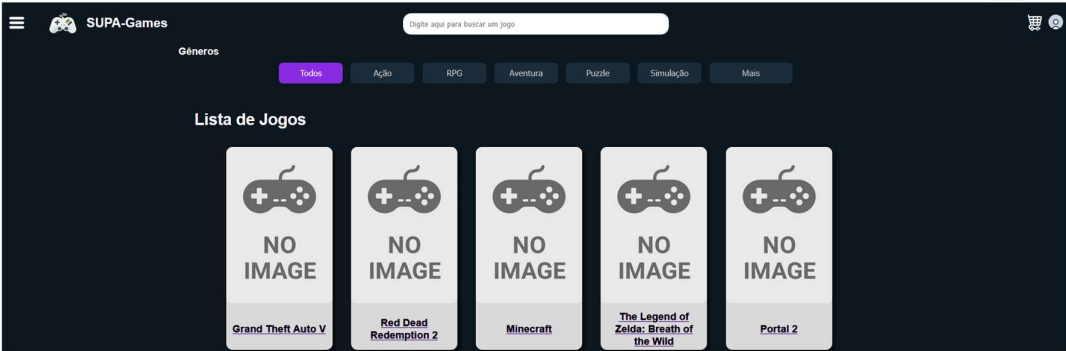 SUPA-Games
Digite aqui para buscar um jogo
Gêneros
Todos Ação RPG Aventura Puzzle Simulação Mais
Lista de Jogos
NO
IMAGE
NO
IMAGE
NO
IMAGE
NO
IMAGE
NO
IMAGE
Grand Theft Auto V
Red Dead
Redemption 2
Minecraft
The Legend of
Zelda: Breath of
the Wild
Portal 2